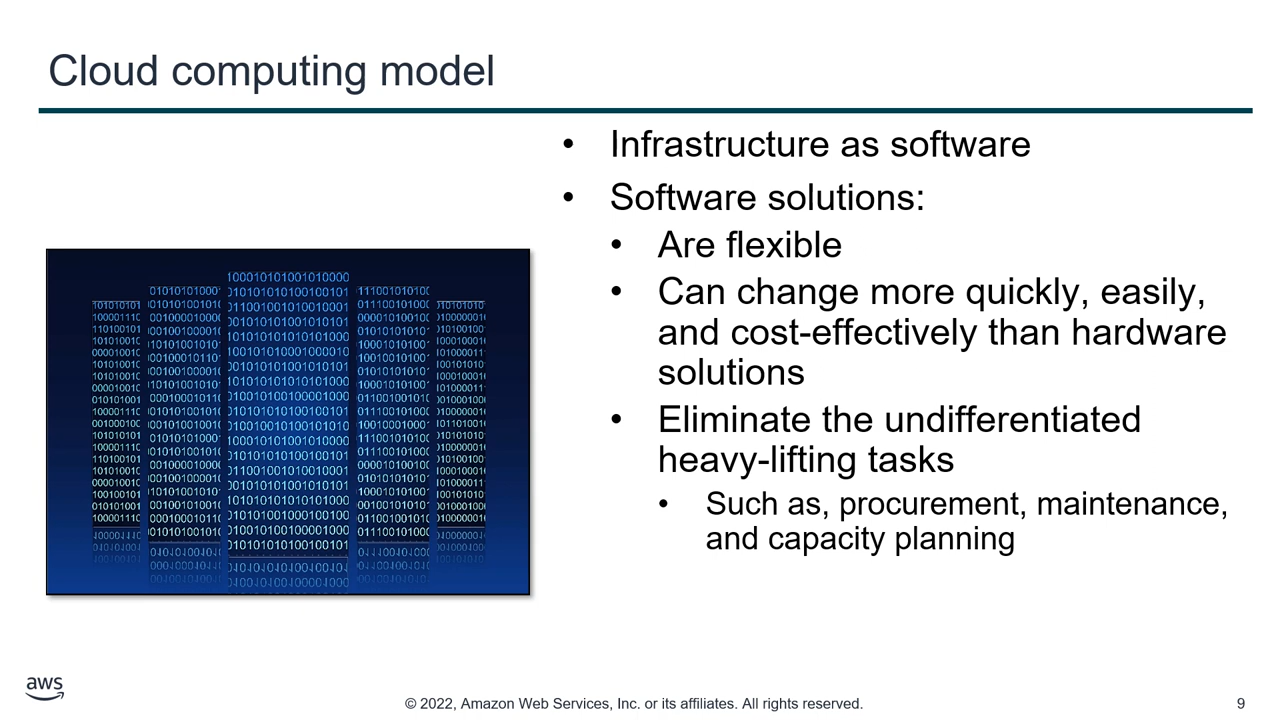 Cloud computing model
• Infrastructure as software
• Software solutions:
• Are flexible
• Can change more quickly, easily,
and cost-effectively than hardware
solutions
• Eliminate the undifferentiated
heavy-lifting tasks
• Such as, procurement, maintenance,
and capacity planning
aws
© 2022, Amazon Web Services, Inc. or its affiliates. All rights reserved.
9